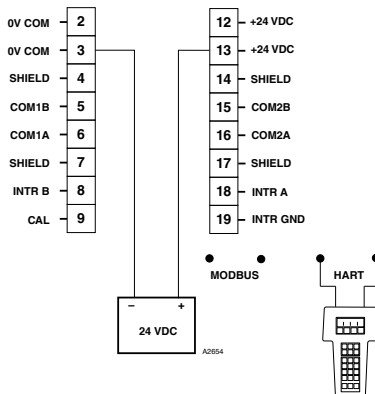 0V COM 2
0V COM 3
SHIELD 4
COM1B 5
COM1A 6
SHIELD 7
INTR B 8
CAL 9
12 +24 VDC
13 +24 VDC
14 SHIELD
15 COM2B
16 COM2A
17 SHIELD
18 INTR A
19 INTR GND
MODBUS
HART
– +
24 VDC
A2654